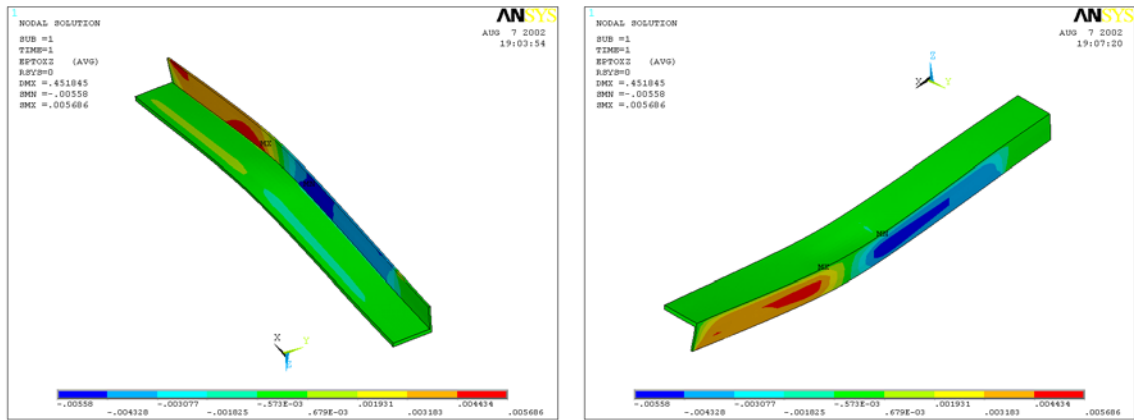 1
ANSYS
NODAL SOLUTION
AUG 7 2002
19:03:54
SUB =1
TIME=1
EPTOXZ (AVG)
RSYS=0
DMX =.451845
SMN =-.00558
SMX =.005686
MX
X Y
Z
-.00558 -.003077 -.573E-03 .001931 .004434
-.004328 -.001825 .679E-03 .003183 .005686
1
ANSYS
NODAL SOLUTION
AUG 7 2002
19:07:20
SUB =1
TIME=1
EPTOXZ (AVG)
RSYS=0
DMX =.451845
SMN =-.00558
SMX =.005686
Z
X Y
MN
MX
-.00558 -.003077 -.573E-03 .001931 .004434
-.004328 -.001825 .679E-03 .003183 .005686